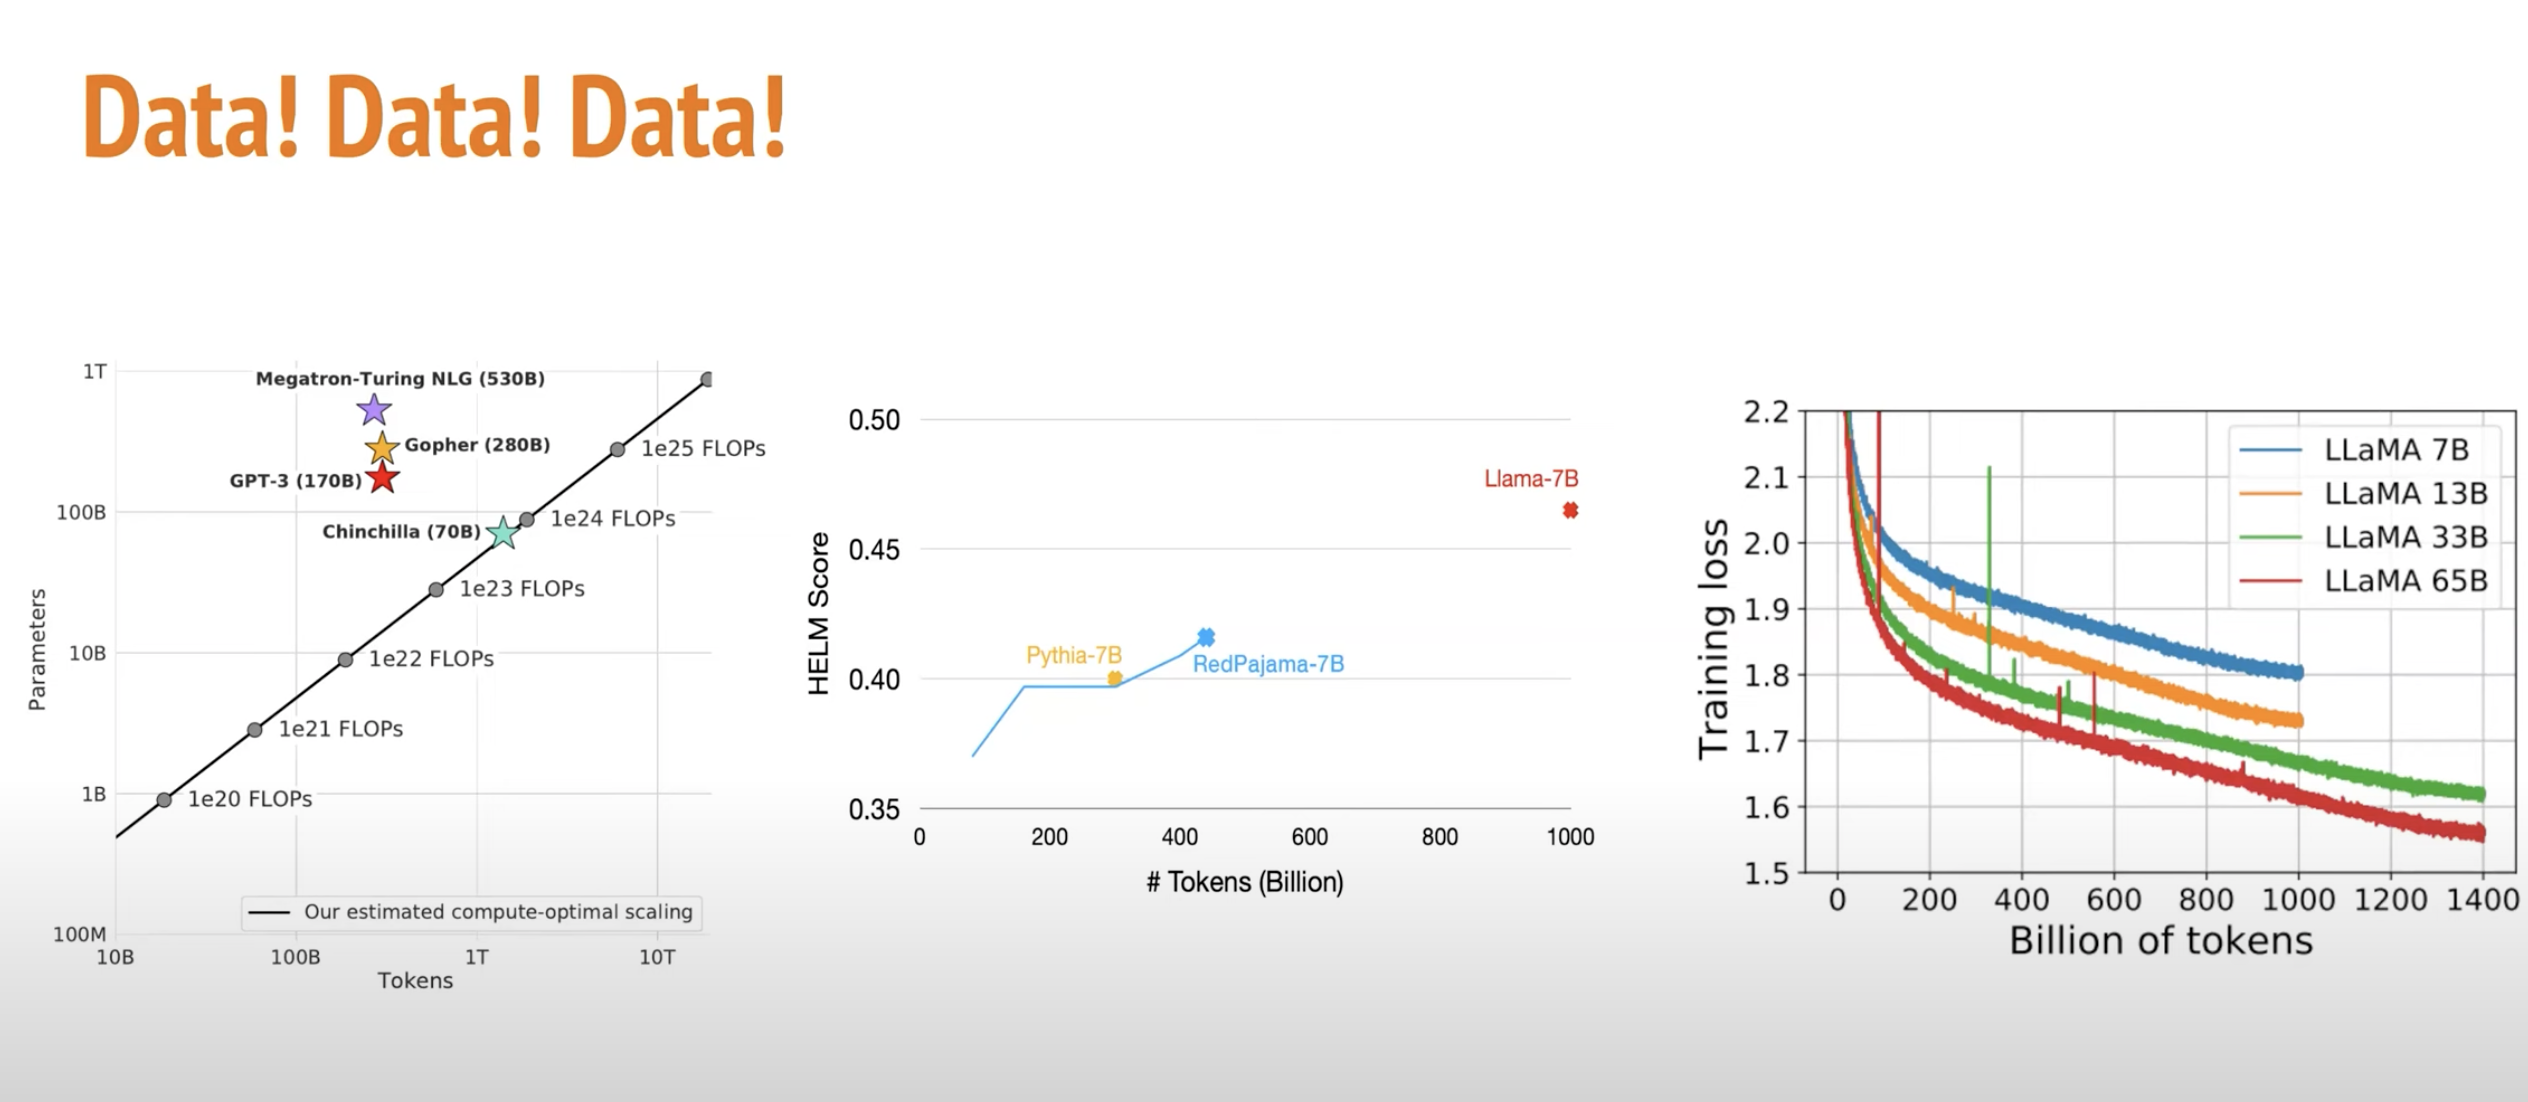 Data! Data! Data!
1T
100B
10B
1B
100M
Parameters
Megatron-Turing NLG (530B)
Gopher (280B)
GPT-3 (170B)
Chinchilla (70B)
1e25 FLOPs
1e24 FLOPs
1e23 FLOPs
1e22 FLOPs
1e21 FLOPs
1e20 FLOPs
Our estimated compute-optimal scaling
10B 100B 1T 10T
Tokens
HELM Score
0.50
0.45
0.40
0.35
Llama-7B
Pythia-7B
RedPajama-7B
0 200 400 600 800 1000
# Tokens (Billion)
Training loss
2.2
2.1
2.0
1.9
1.8
1.7
1.6
1.5
LLaMA 7B
LLaMA 13B
LLaMA 33B
LLaMA 65B
0 200 400 600 800 1000 1200 1400
Billion of tokens